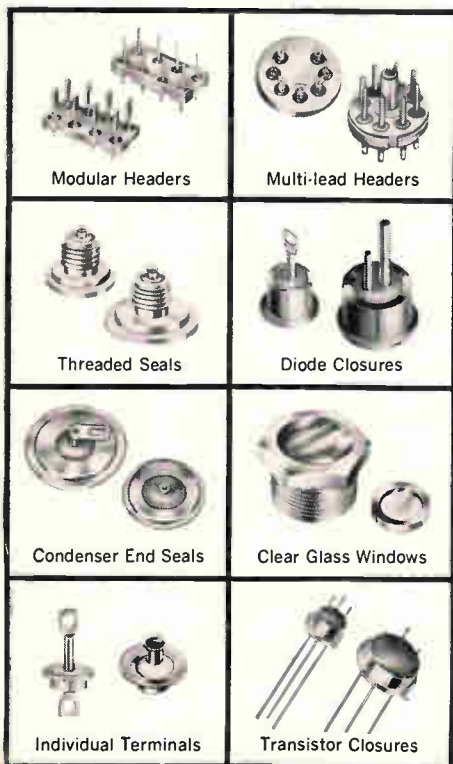 Modular Headers
Multi-lead Headers
Threaded Seals
Diode Closures
Condenser End Seals
Clear Glass Windows
Individual Terminals
Transistor Closures